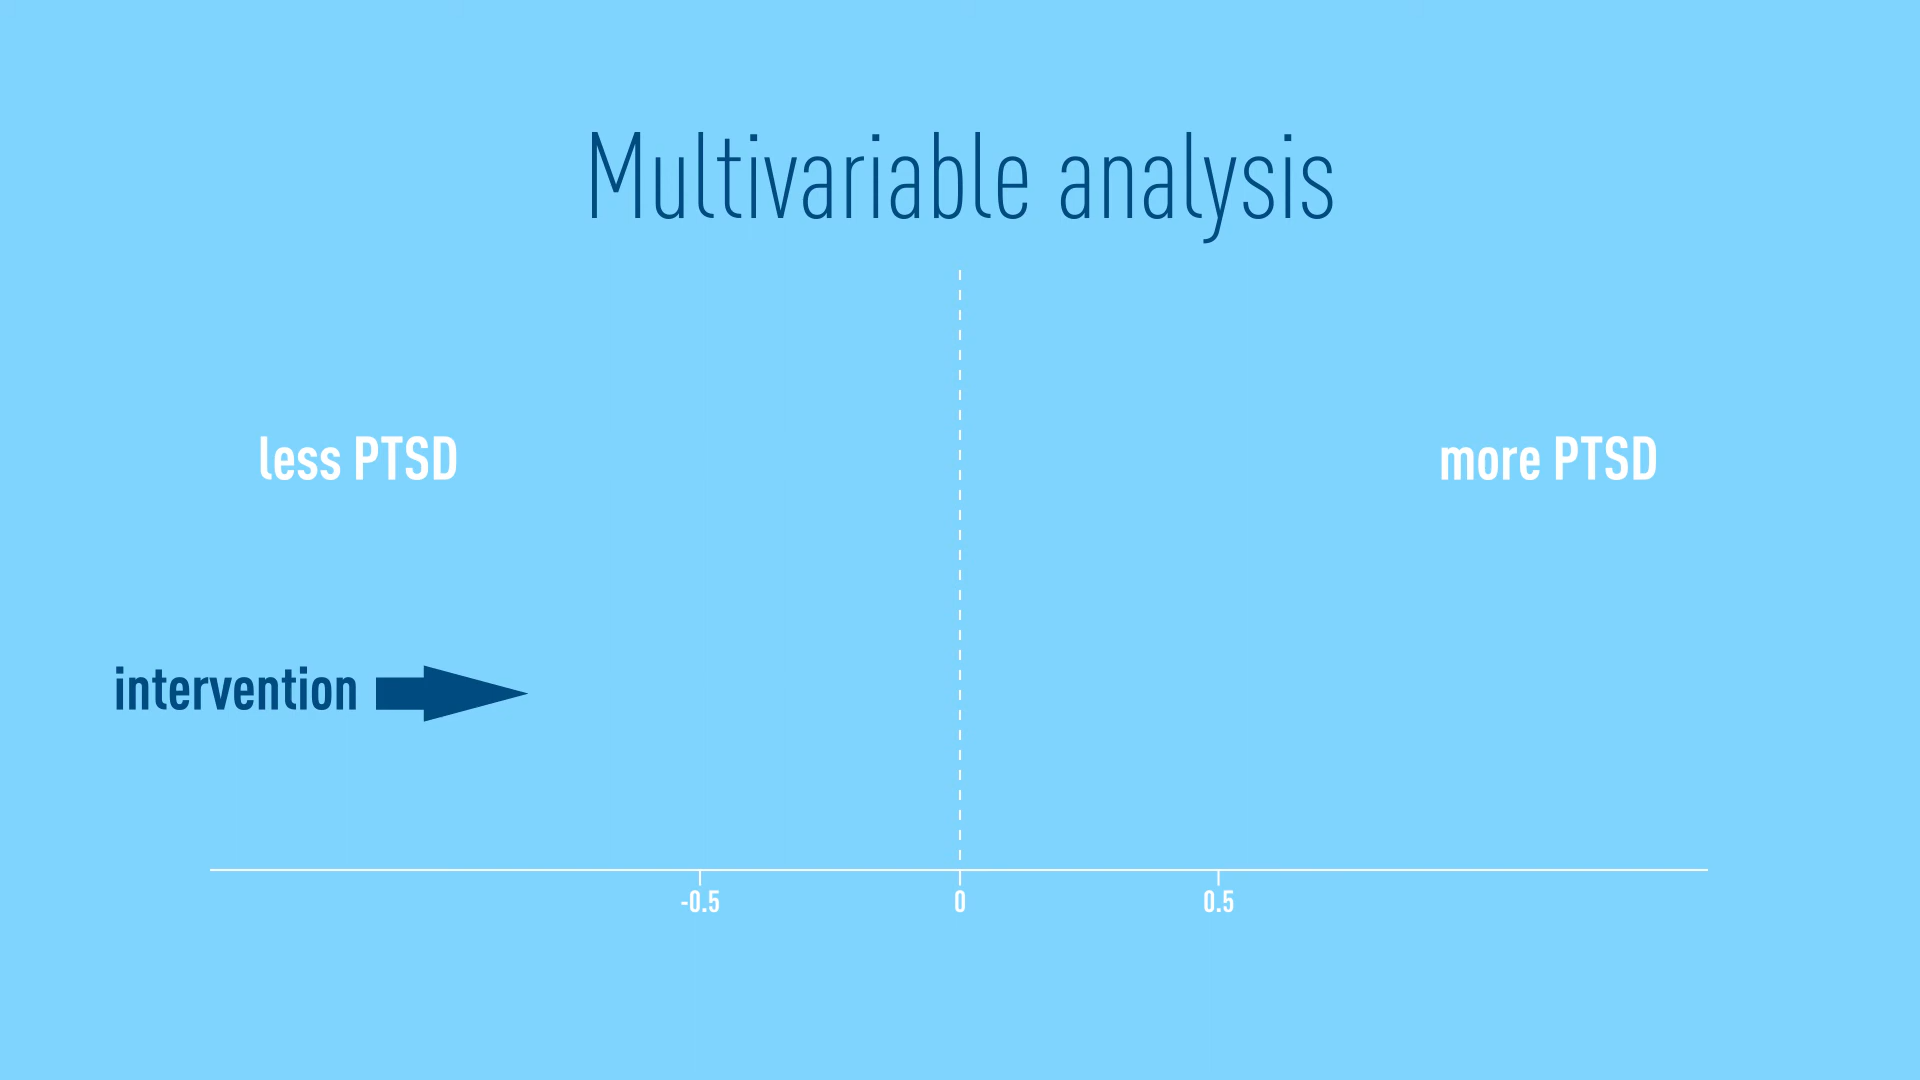 Multivariable analysis
less PTSD
more PTSD
intervention
-0.5
0
0.5